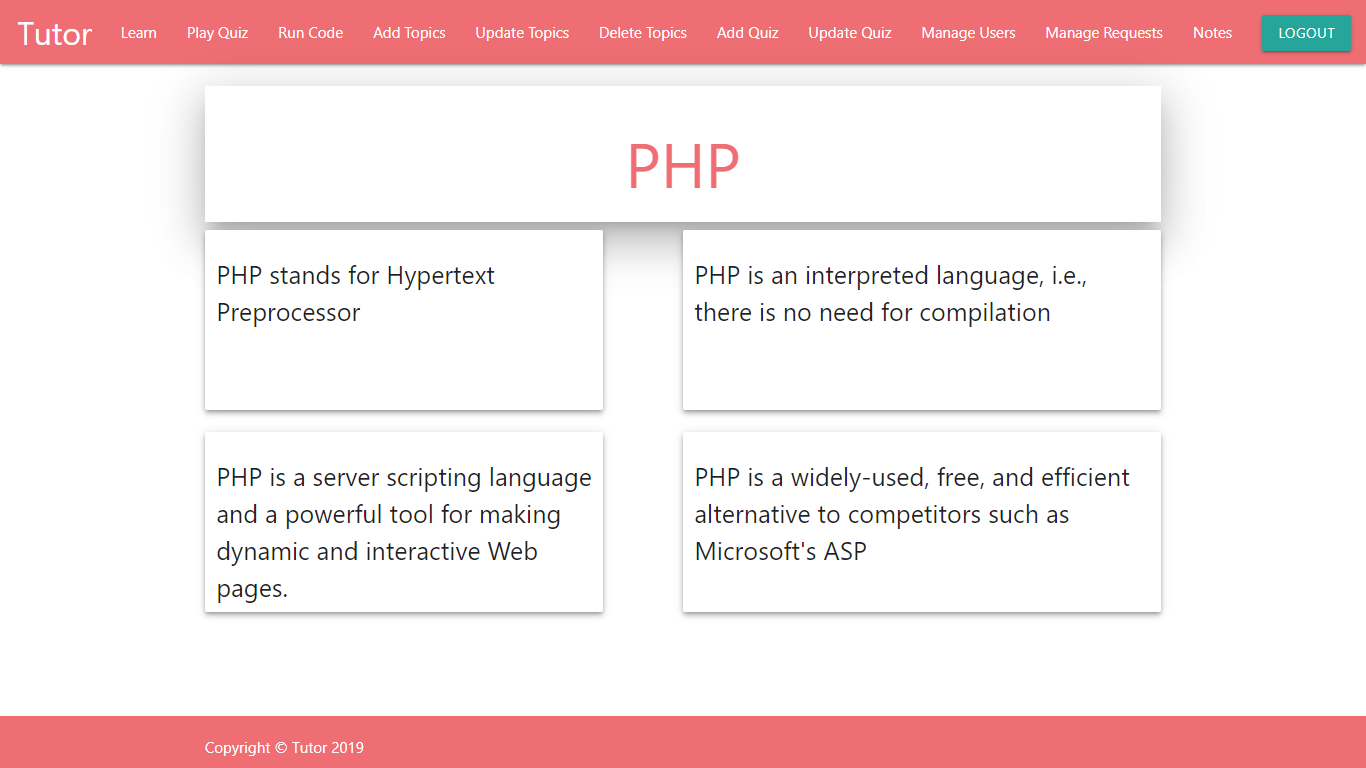 Tutor Learn Play Quiz Run Code Add Topics Update Topics Delete Topics Add Quiz Update Quiz Manage Users Manage Requests Notes LOGOUT
PHP
PHP stands for Hypertext
Preprocessor
PHP is an interpreted language, i.e.,
there is no need for compilation
PHP is a server scripting language
and a powerful tool for making
dynamic and interactive Web
pages.
PHP is a widely-used, free, and efficient
alternative to competitors such as
Microsoft's ASP
Copyright © Tutor 2019